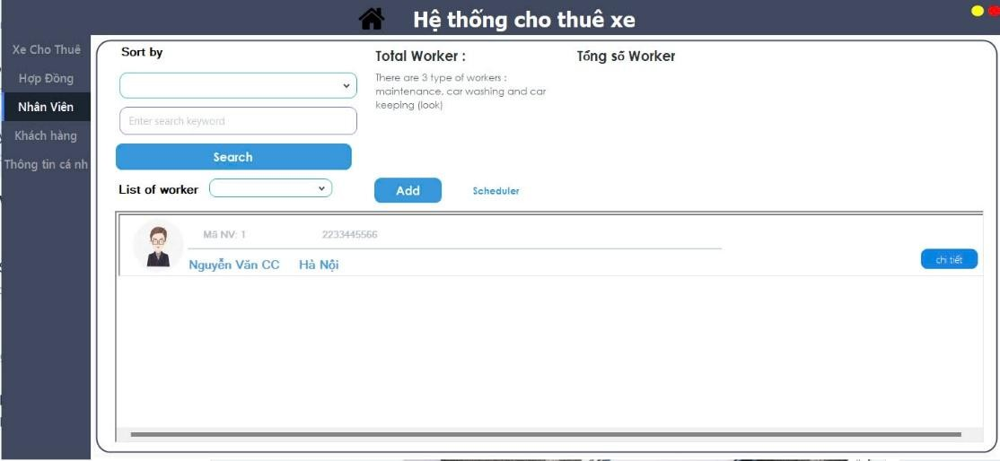 Hệ thống cho thuê xe
Xe Cho Thuê
Hợp Đồng
Nhân Viên
Khách hàng
Thông tin cá nh
Sort by
Enter search keyword
Search
Total Worker :
There are 3 type of workers :
maintenance, car washing and car
keeping (look)
Tổng số Worker
List of worker
Add
Scheduler
Mã NV: 1 2233445566
Nguyễn Văn CC Hà Nội
chi tiết